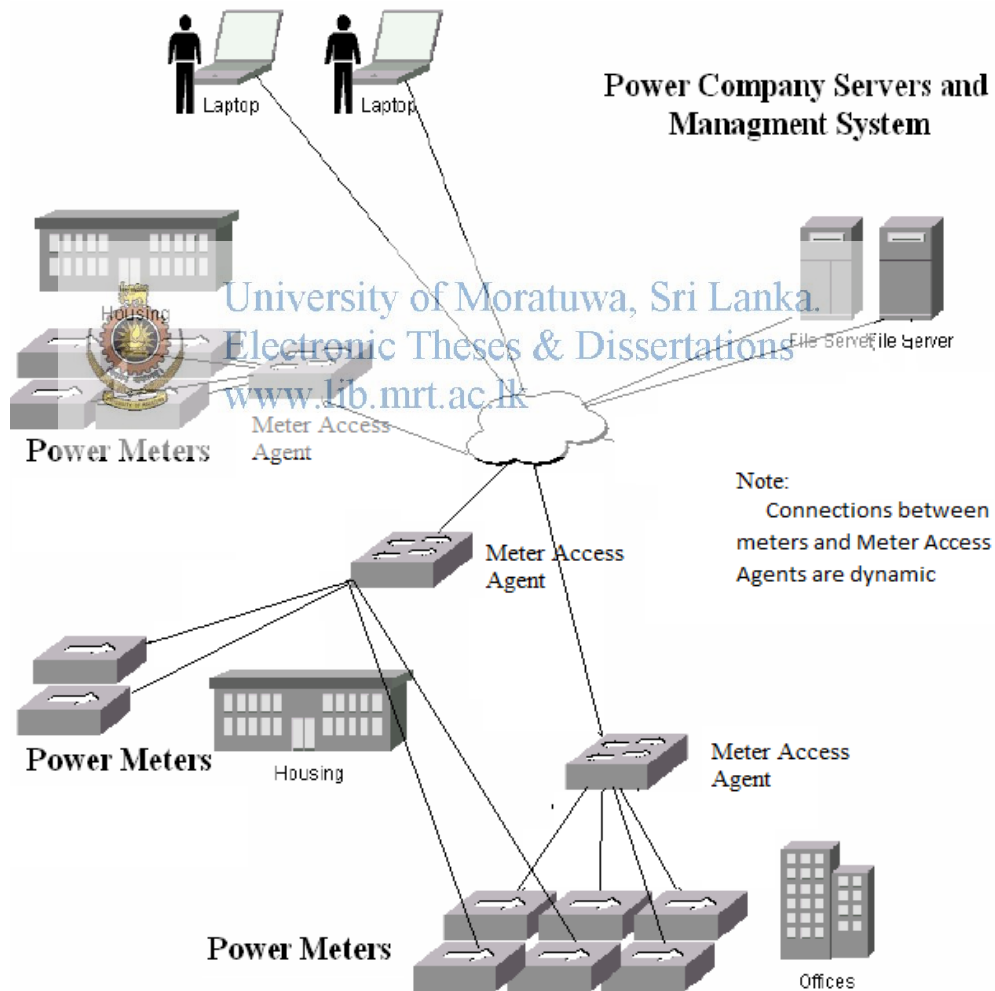 Laptop
Laptop
Power Company Servers and
Managment System
Housing
University of Moratuwa, Sri Lanka.
Electronic Theses & Dissertations
www.lib.mrt.ac.lk
File Server
File Server
Power Meters
Meter Access
Agent
Note:
Connections between
meters and Meter Access
Agents are dynamic
Meter Access
Agent
Power Meters
Housing
Meter Access
Agent
Power Meters
Offices